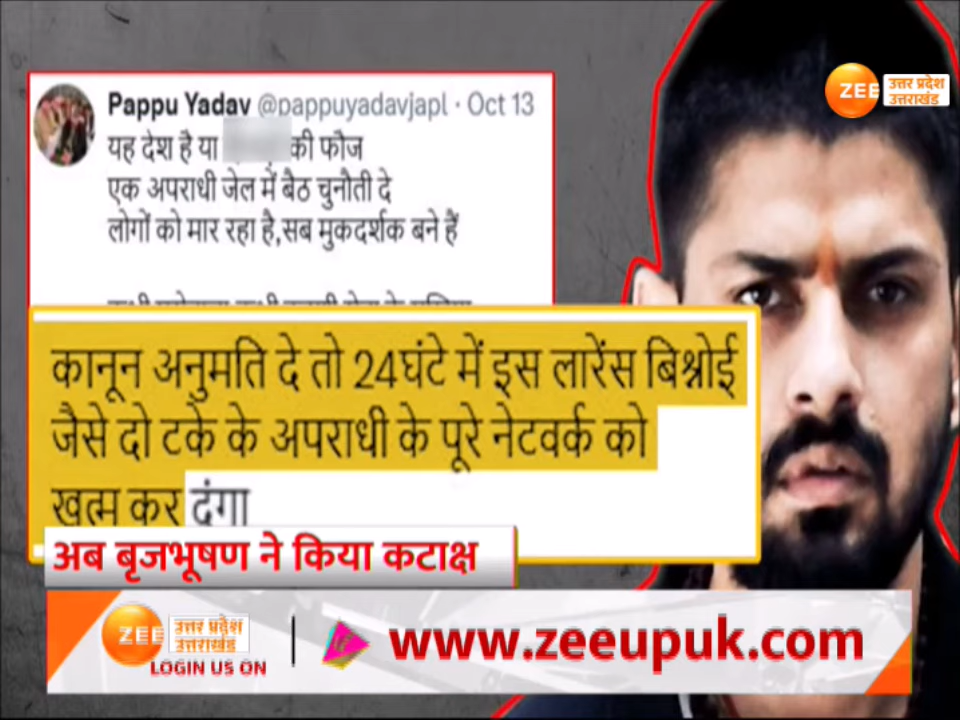 ZEE उत्तर प्रदेश
उत्तराखंड
Pappu Yadav @pappuyadavjapl · Oct 13
यह देश है या की फौज
एक अपराधी जेल में बैठ चुनौती दे
लोगों को मार रहा है,सब मुकदर्शक बने हैं
कानून अनुमति दे तो 24घंटे में इस लारेंस बिश्नोई
जैसे दो टके के अपराधी के पूरे नेटवर्क को
खत्म कर दूंगा
अब बृजभूषण ने किया कटाक्ष
ZEE उत्तर प्रदेश
उत्तराखंड
LOGIN US ON
www.zeeupuk.com